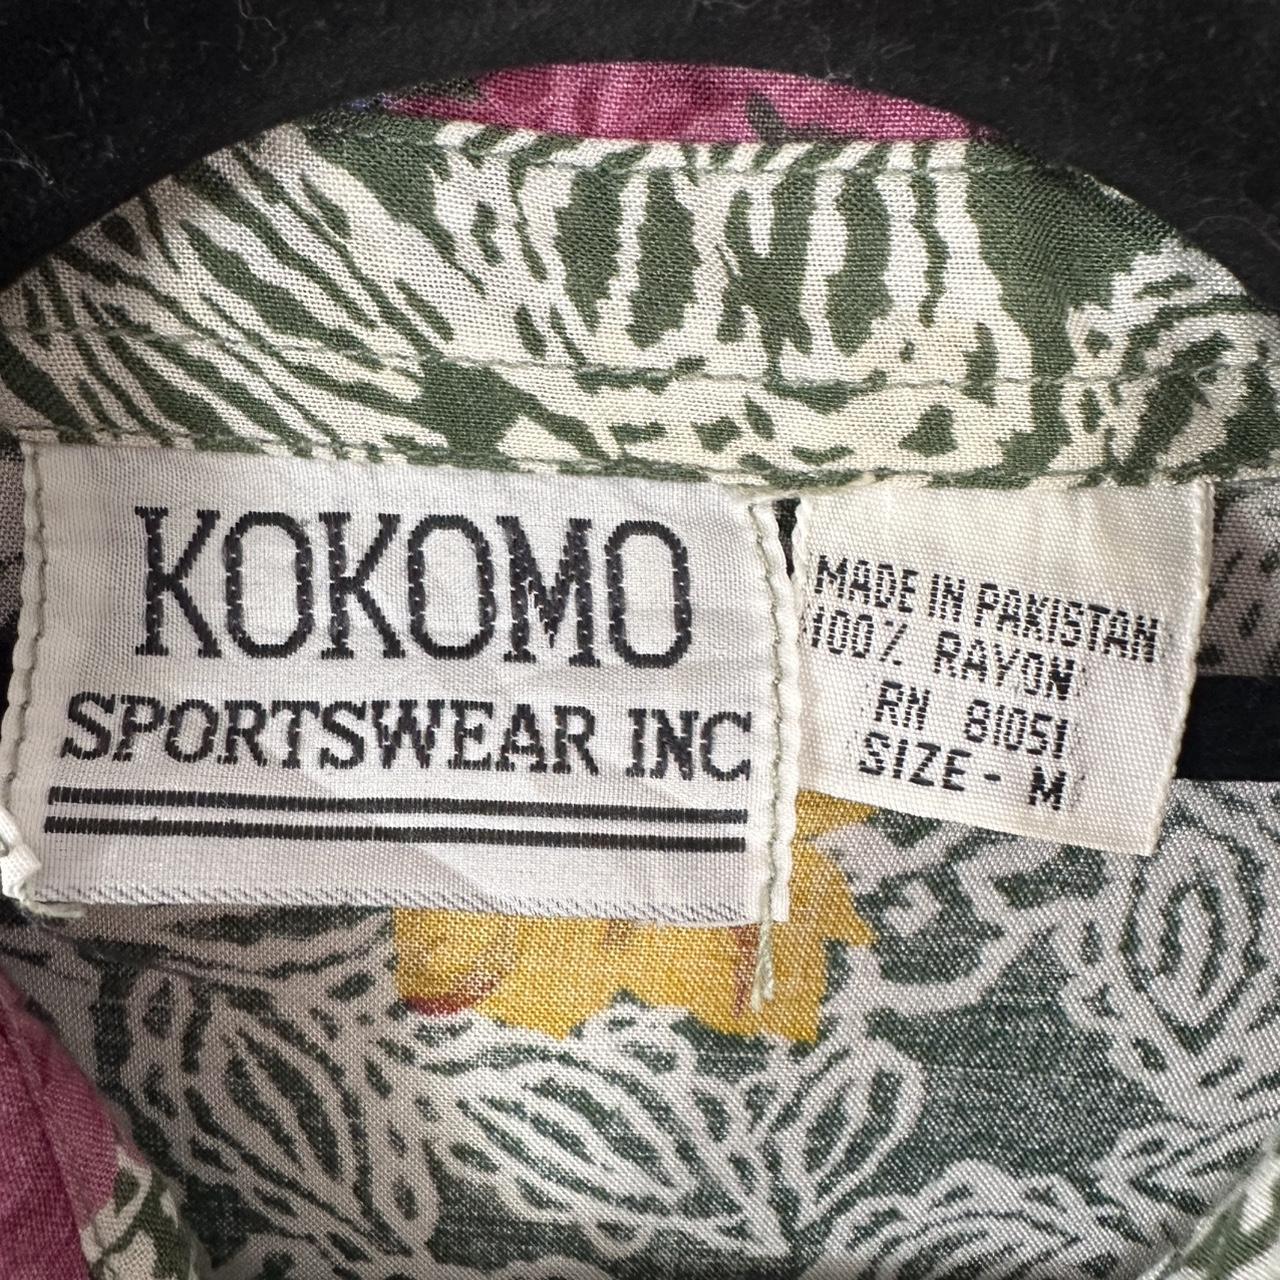 KOKOMO
SPORTSWEAR INC
MADE IN PAKISTAN
100% RAYON
RN 81051
SIZE - M